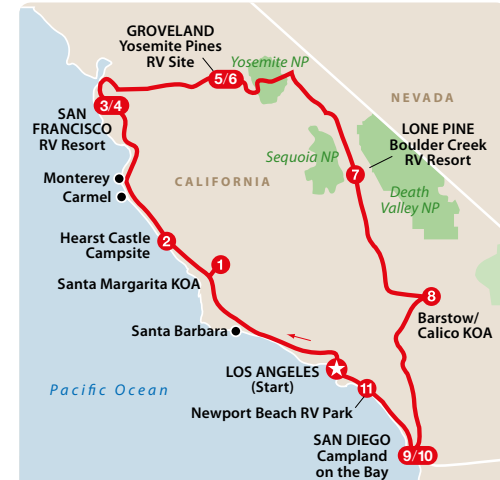 GROVELAND
Yosemite Pines
RV Site
5/6
Yosemite NP
NEVADA
3/4
SAN
FRANCISCO
RV Resort
LONE PINE
Boulder Creek
RV Resort
Sequoia NP
7
Monterey
Carmel
CALIFORNIA
Death
Valley NP
Hearst Castle
Campsite
2
1
Santa Margarita KOA
8
Barstow/
Calico KOA
Santa Barbara
LOS ANGELES
(Start)
Pacific Ocean
11
Newport Beach RV Park
SAN DIEGO
Campland
on the Bay
9/10